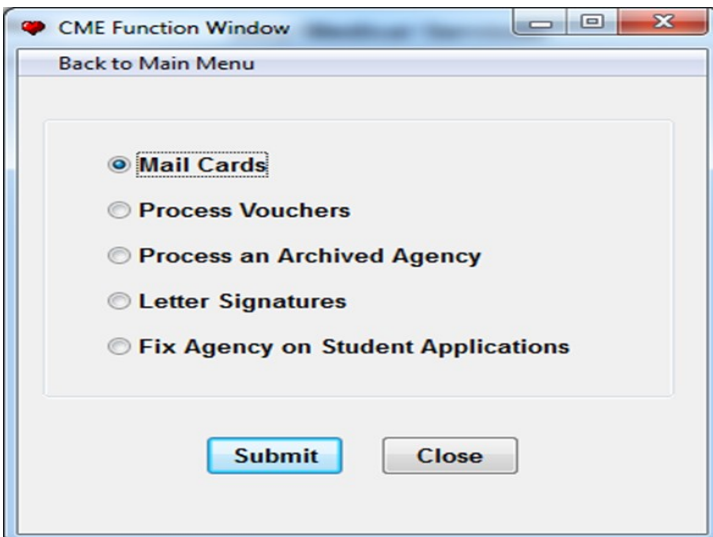 CME Function Window
Back to Main Menu
Mail Cards
Process Vouchers
Process an Archived Agency
Letter Signatures
Fix Agency on Student Applications
Submit Close